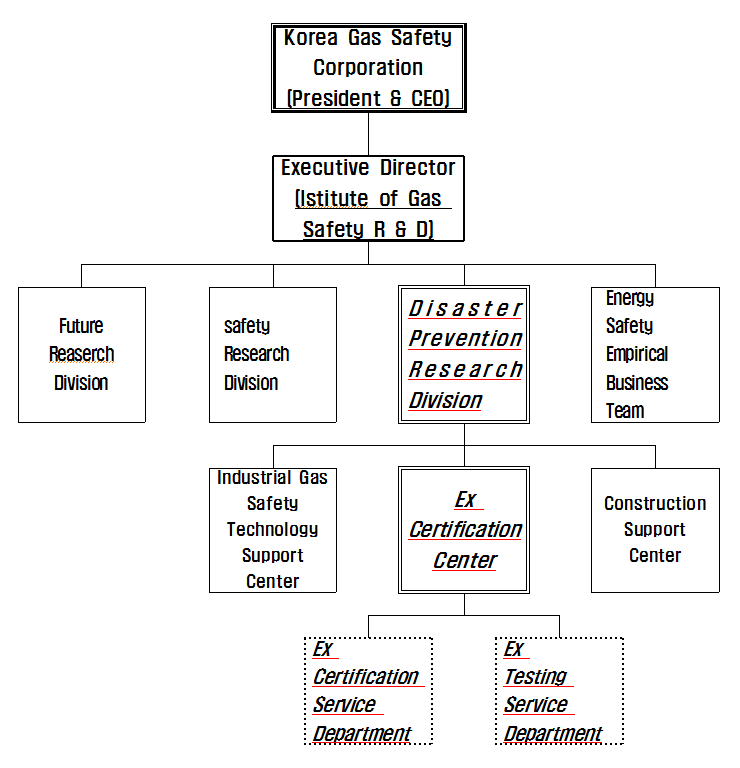 Korea Gas Safety
Corporation
(President & CEO)
Executive Director
(Istitute of Gas
Safety R & D)
Future
Reaserch
Division
safety
Research
Division
Disaster
Prevention
Research
Division
Energy
Safety
Empirical
Business
Team
Industrial Gas
Safety
Technology
Support
Center
Ex
Certification
Center
Construction
Support
Center
Ex
Certification
Service
Department
Ex
Testing
Service
Department